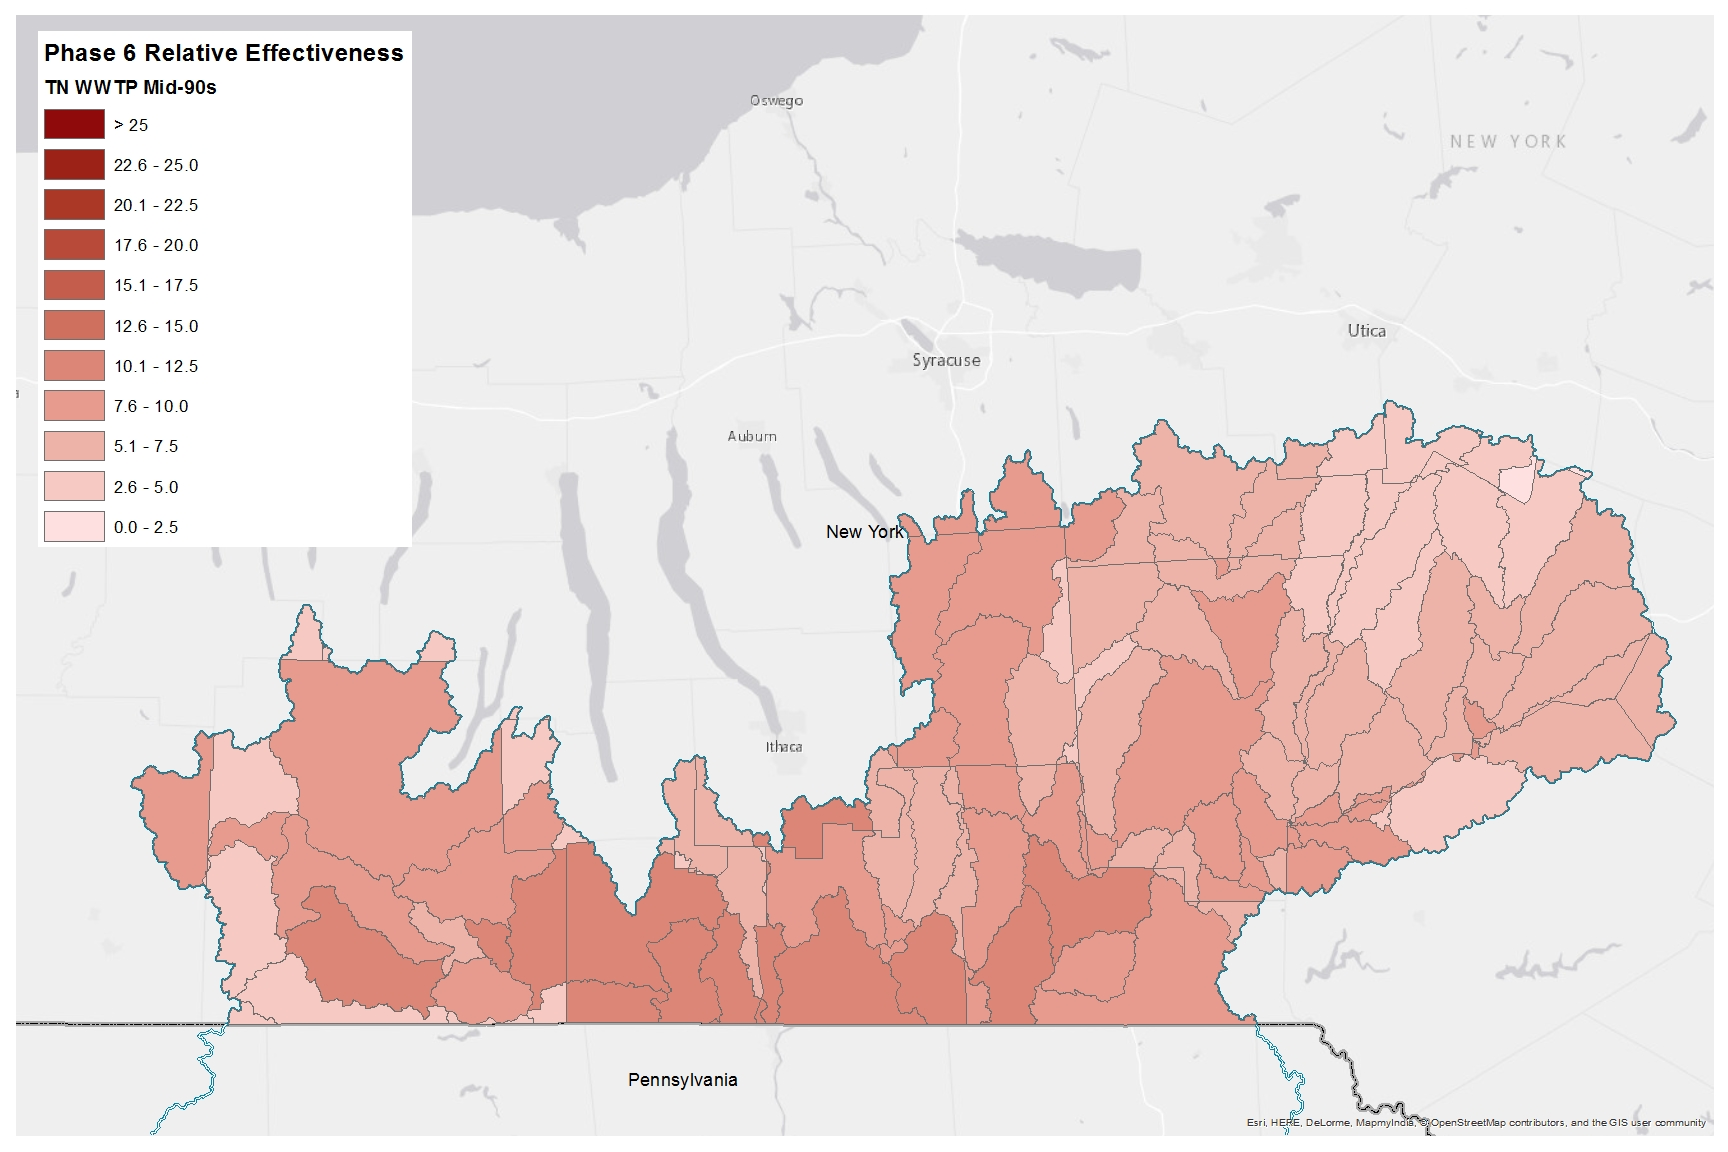 Phase 6 Relative Effectiveness
TN WWTP Mid-90s
> 25
22.6 - 25.0
20.1 - 22.5
17.6 - 20.0
15.1 - 17.5
12.6 - 15.0
10.1 - 12.5
7.6 - 10.0
5.1 - 7.5
2.6 - 5.0
0.0 - 2.5
Oswego
NEW YORK
Utica
Syracuse
Auburn
New York
Ithaca
Pennsylvania
Esri, HERE, DeLorme, MapmyIndia, © OpenStreetMap contributors, and the GIS user community